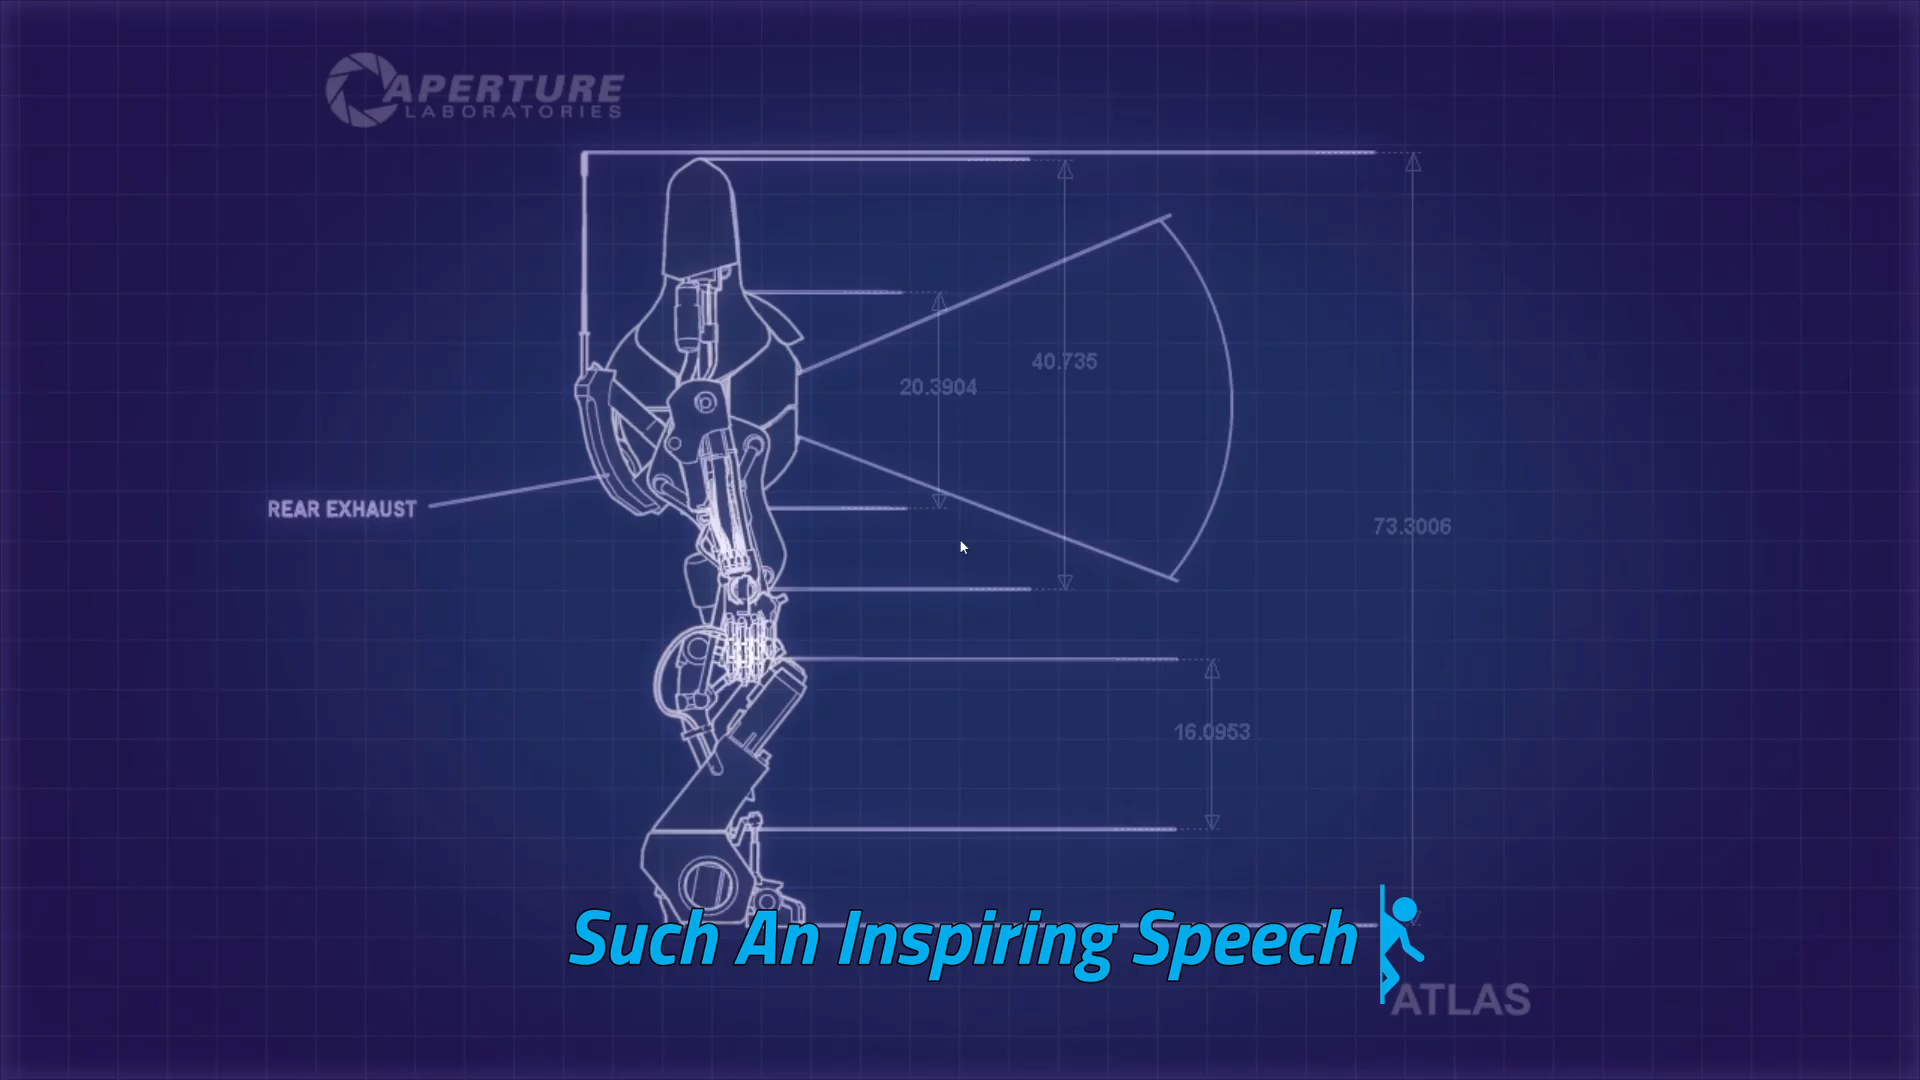 APERTURE
LABORATORIES
40.735
20.3904
REAR EXHAUST
73.3006
16.0953
Such An Inspiring Speech
ATLAS